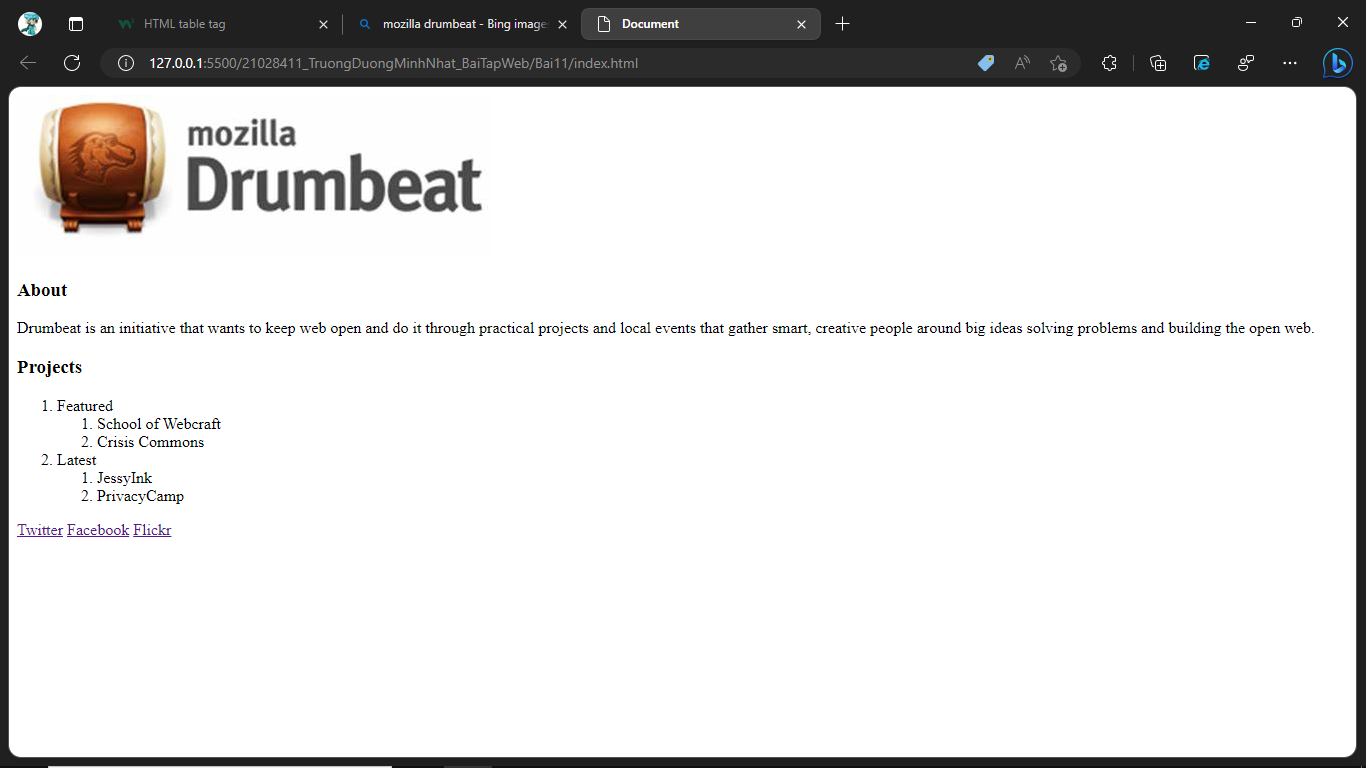 HTML table tag
mozilla drumbeat - Bing image
Document
127.0.0.1:5500/21028411_TruongDuongMinhNhat_BaiTapWeb/Bai11/index.html
mozilla
Drumbeat
About
Drumbeat is an initiative that wants to keep web open and do it through practical projects and local events that gather smart, creative people around big ideas solving problems and building the open web.
Projects
1. Featured
1. School of Webcraft
2. Crisis Commons
2. Latest
1. JessyInk
2. PrivacyCamp
Twitter Facebook Flickr